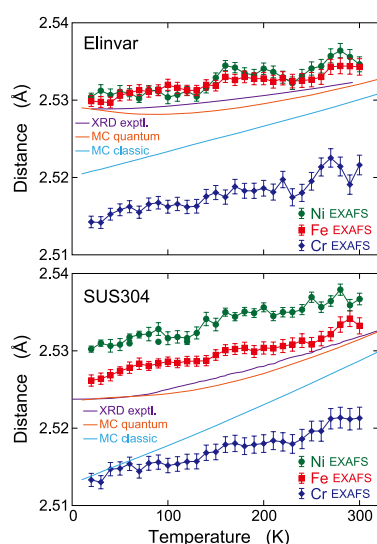 2.54
Elinvar
2.53
Distance (Å)
XRD exptl.
MC quantum
MC classic
2.52
Ni EXAFS
Fe EXAFS
Cr EXAFS
2.51
2.54
SUS304
2.53
Distance (Å)
XRD exptl.
MC quantum
MC classic
2.52
Ni EXAFS
Fe EXAFS
Cr EXAFS
2.51
0 100 200 300
Temperature (K)